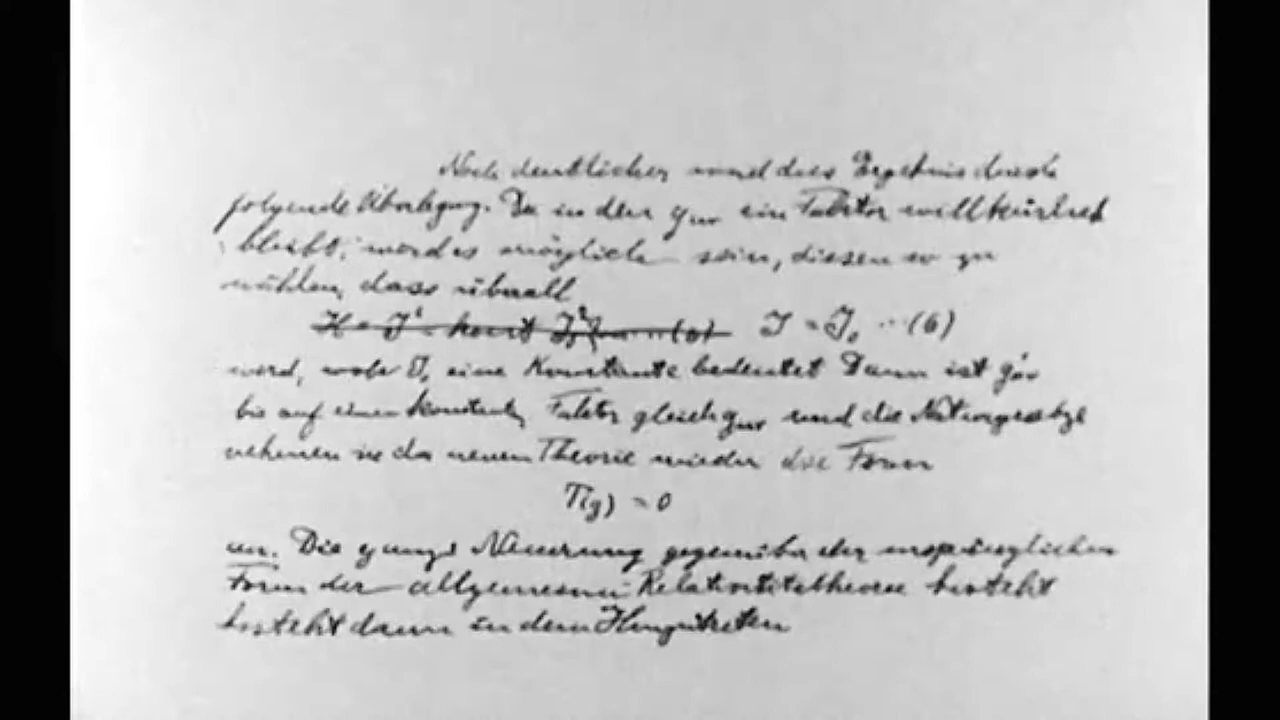 Noch deutlicher wird dies Ergebnis durch
folgende Überlegung. Da in den gμν ein Faktor willkürlich
bleibt, wird es möglich sein, diesen so zu
wählen, dass überall
J = J₀ ··· (6)
wird, wobei J₀ eine Konstante bedeutet. Dann ist g'μν
bis auf einen konstanten Faktor gleich gμν und die Naturgesetze
nehmen in der neuen Theorie wieder die Form
T(g) = 0
an. Die ganze Neuerung gegenüber der ursprünglichen
Form der allgemeinen Relativitätstheorie besteht
besteht dann in dem Hinzutreten